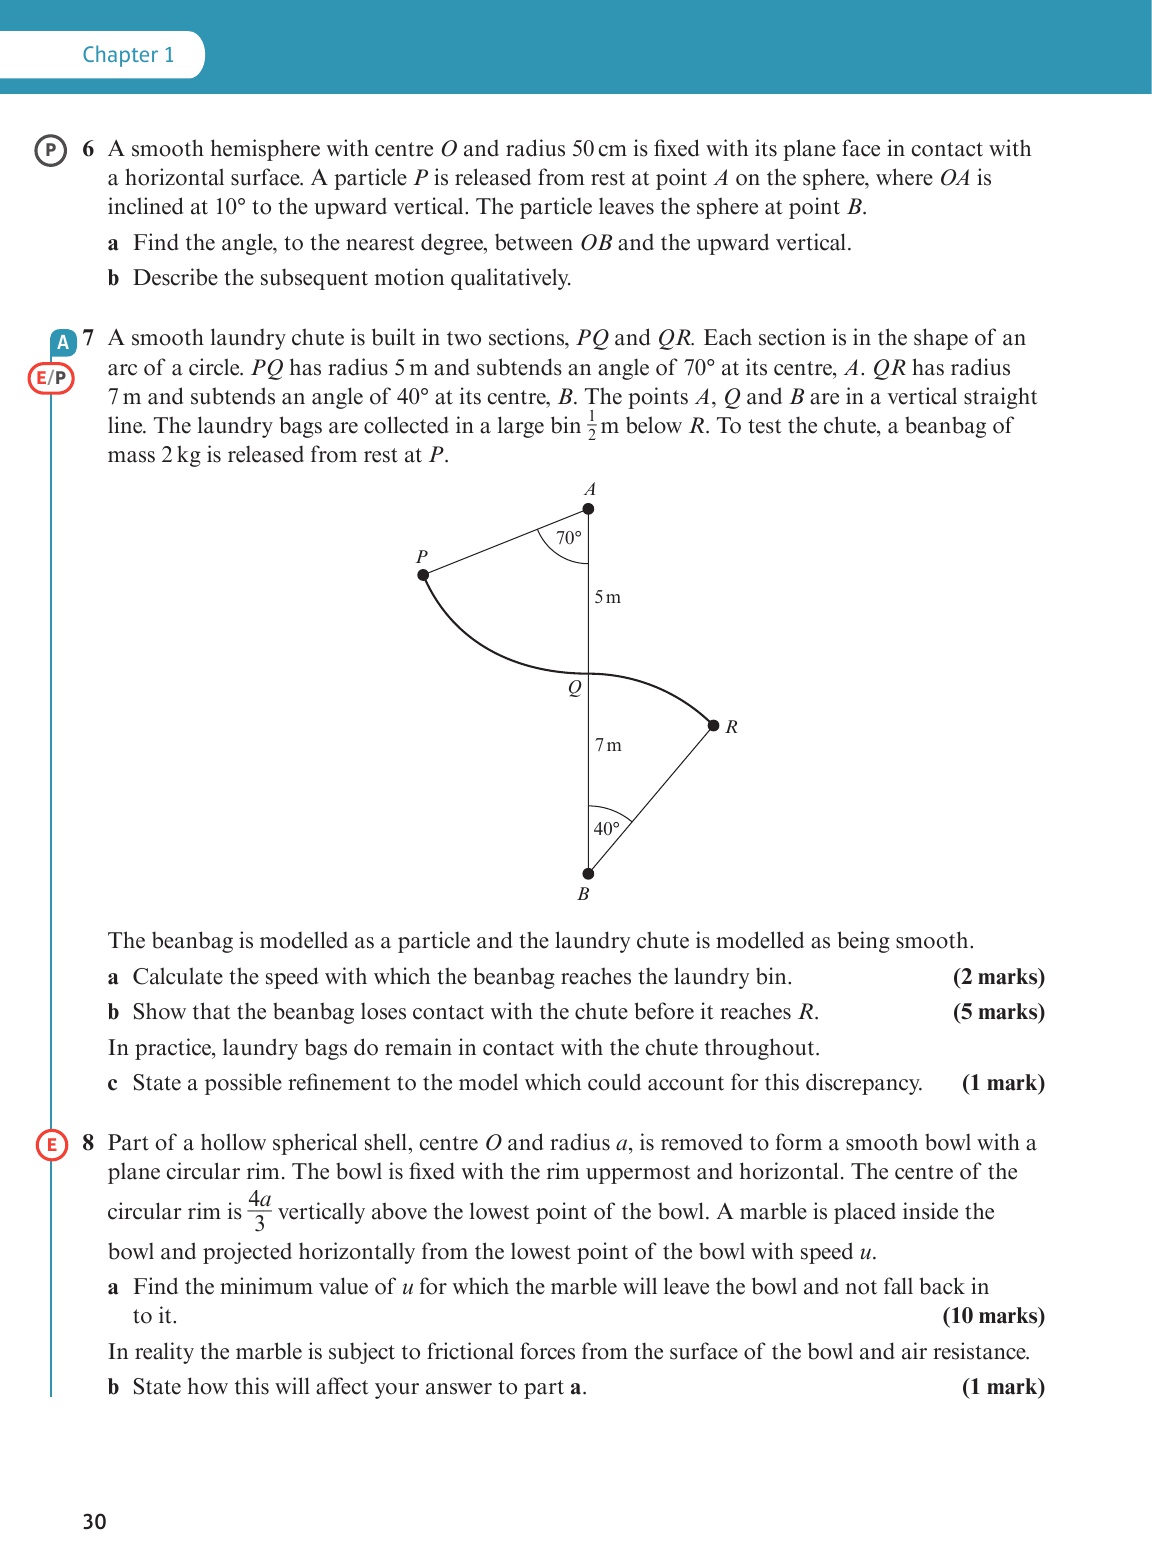 Chapter 1
P
6 A smooth hemisphere with centre O and radius 50 cm is fixed with its plane face in contact with
a horizontal surface. A particle P is released from rest at point A on the sphere, where OA is
inclined at 10° to the upward vertical. The particle leaves the sphere at point B.
a Find the angle, to the nearest degree, between OB and the upward vertical.
b Describe the subsequent motion qualitatively.
A
E/P
7 A smooth laundry chute is built in two sections, PQ and QR. Each section is in the shape of an
arc of a circle. PQ has radius 5 m and subtends an angle of 70° at its centre, A. QR has radius
7 m and subtends an angle of 40° at its centre, B. The points A, Q and B are in a vertical straight
line. The laundry bags are collected in a large bin 1/2 m below R. To test the chute, a beanbag of
mass 2 kg is released from rest at P.
A
70°
P
5 m
Q
R
7 m
40°
B
The beanbag is modelled as a particle and the laundry chute is modelled as being smooth.
a Calculate the speed with which the beanbag reaches the laundry bin. (2 marks)
b Show that the beanbag loses contact with the chute before it reaches R. (5 marks)
In practice, laundry bags do remain in contact with the chute throughout.
c State a possible refinement to the model which could account for this discrepancy. (1 mark)
E
8 Part of a hollow spherical shell, centre O and radius a, is removed to form a smooth bowl with a
plane circular rim. The bowl is fixed with the rim uppermost and horizontal. The centre of the
circular rim is 4a/3 vertically above the lowest point of the bowl. A marble is placed inside the
bowl and projected horizontally from the lowest point of the bowl with speed u.
a Find the minimum value of u for which the marble will leave the bowl and not fall back in
to it. (10 marks)
In reality the marble is subject to frictional forces from the surface of the bowl and air resistance.
b State how this will affect your answer to part a. (1 mark)
30